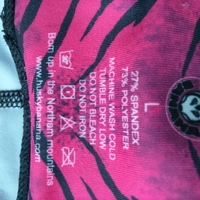 L
27% SPANDEX
73% POLYESTER
MACHINE WASH COLD
TUMBLE DRY LOW
DO NOT BLEACH
DO NOT IRON
Born up in the Northern mountains
www.huskybanana.com